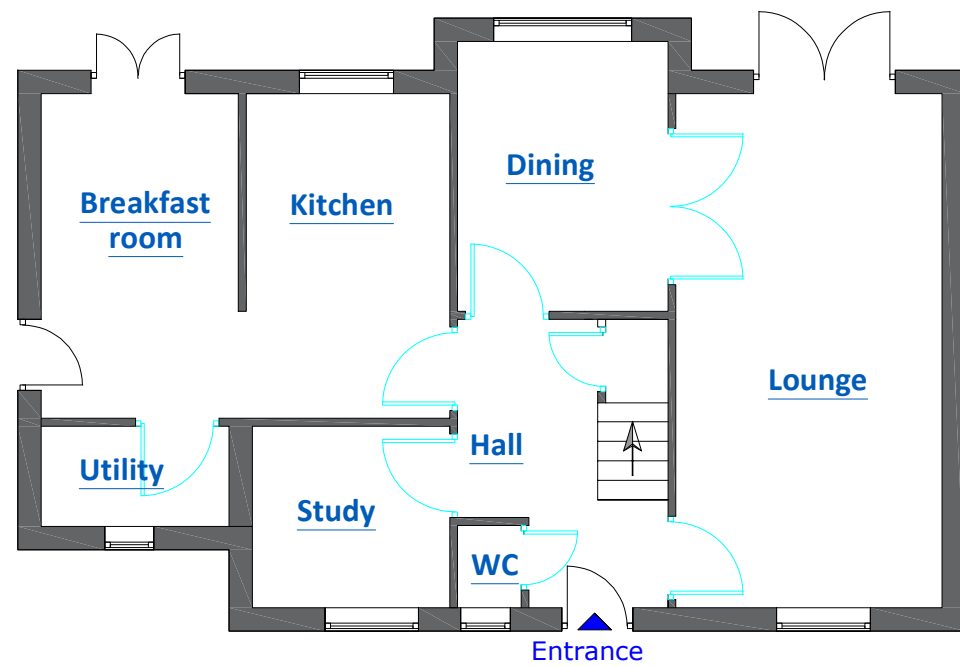 Dining
Breakfast
room
Kitchen
Lounge
Hall
Utility
Study
WC
Entrance